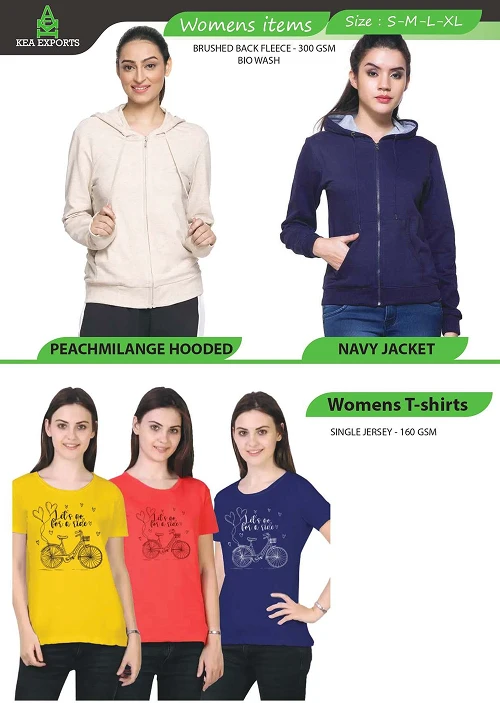 KEA EXPORTS
Womens items
Size : S-M-L-XL
BRUSHED BACK FLEECE - 300 GSM
BIO WASH
PEACHMILANGE HOODED
NAVY JACKET
Womens T-shirts
SINGLE JERSEY - 160 GSM
Let's go
for a ride
Let's go
for a ride
Let's go
for a ride